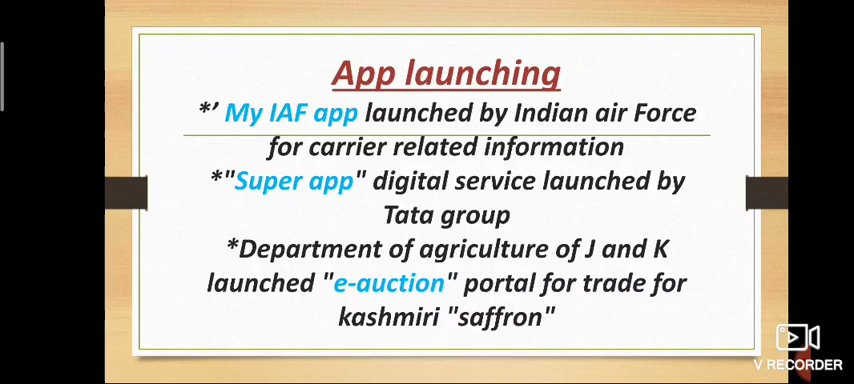 App launching
*’ My IAF app launched by Indian air Force
for carrier related information
*"Super app" digital service launched by
Tata group
*Department of agriculture of J and K
launched "e-auction" portal for trade for
kashmiri "saffron"
V RECORDER